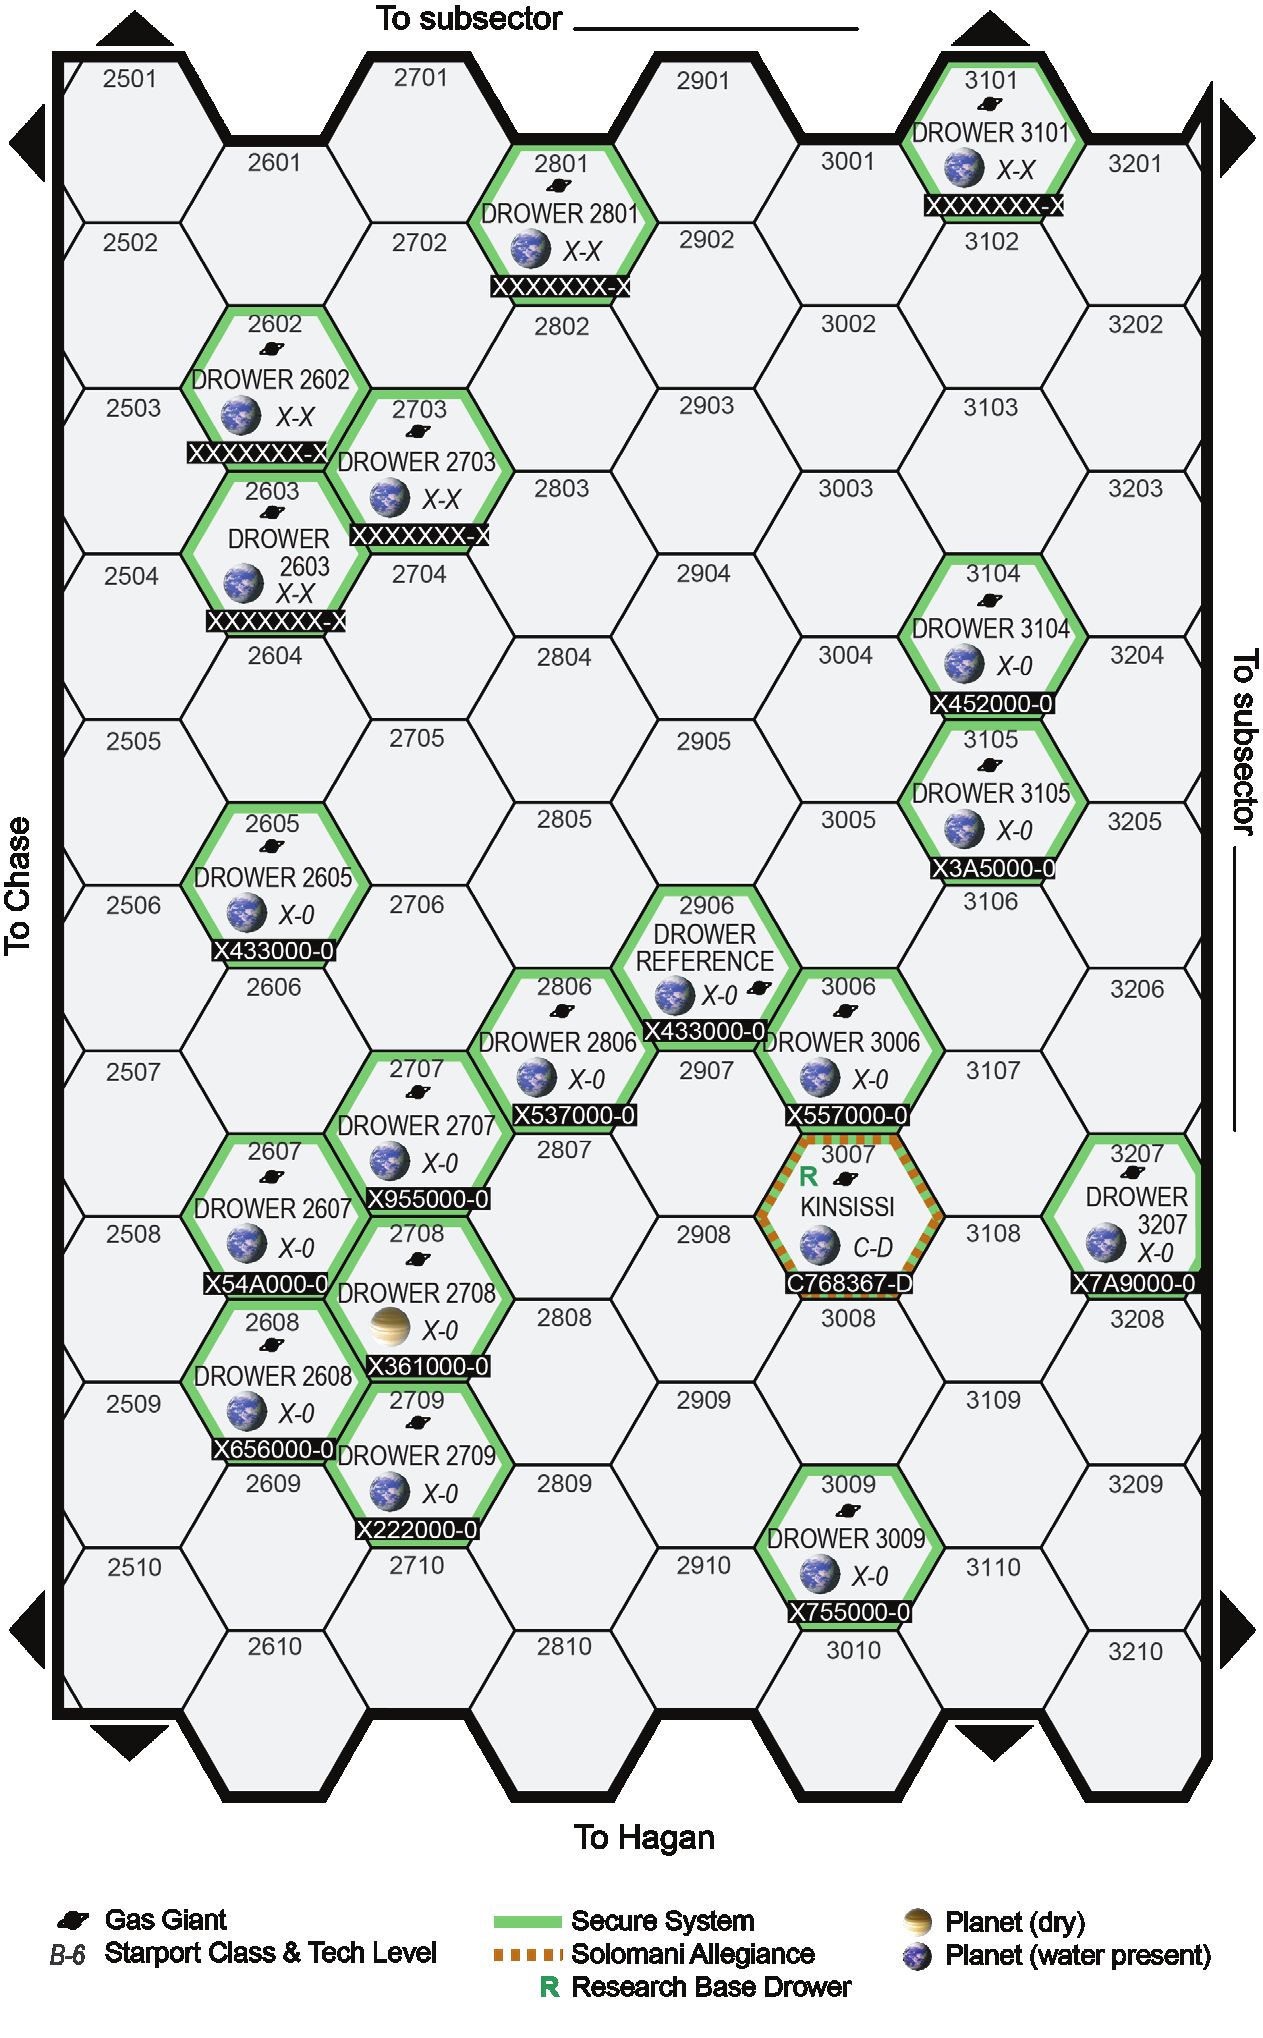 To subsector
2501
2701
2901
3101
DROWER 3101
X-X
XXXXXXX-X
2601
2801
DROWER 2801
X-X
XXXXXXX-X
3001
3201
2502
2702
2902
3102
2602
DROWER 2602
X-X
XXXXXXX-X
2802
3002
3202
2503
2703
DROWER 2703
X-X
XXXXXXX-X
2903
3103
2603
DROWER
2603
X-X
XXXXXXX-X
2803
3003
3203
2504
2704
2904
3104
DROWER 3104
X-0
X452000-0
2604
2804
3004
3204
To subsector
2505
2705
2905
3105
DROWER 3105
X-0
X3A5000-0
To Chase
2605
DROWER 2605
X-0
X433000-0
2805
3005
3205
2506
2706
2906
DROWER
REFERENCE
X-0
X433000-0
3106
2606
2806
DROWER 2806
X-0
X537000-0
3006
DROWER 3006
X-0
X557000-0
3206
2507
2707
DROWER 2707
X-0
X955000-0
2907
3107
2607
DROWER 2607
X-0
X54A000-0
2807
3007
R
KINSISSI
C-D
C768367-D
3207
DROWER
3207
X-0
X7A9000-0
2508
2708
DROWER 2708
X-0
X361000-0
2908
3108
2608
DROWER 2608
X-0
X656000-0
2808
3008
3208
2509
2709
DROWER 2709
X-0
X222000-0
2909
3109
2609
2809
3009
DROWER 3009
X-0
X755000-0
3209
2510
2710
2910
3110
2610
2810
3010
3210
To Hagan
Gas Giant
B-6 Starport Class & Tech Level
Secure System
Solomani Allegiance
R Research Base Drower
Planet (dry)
Planet (water present)